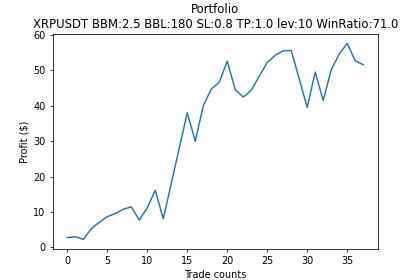 Portfolio
XRPUSDT BBM:2.5 BBL:180 SL:0.8 TP:1.0 lev:10 WinRatio:71.0
60
50
40
30
20
10
0
Profit ($)
0 5 10 15 20 25 30 35
Trade counts